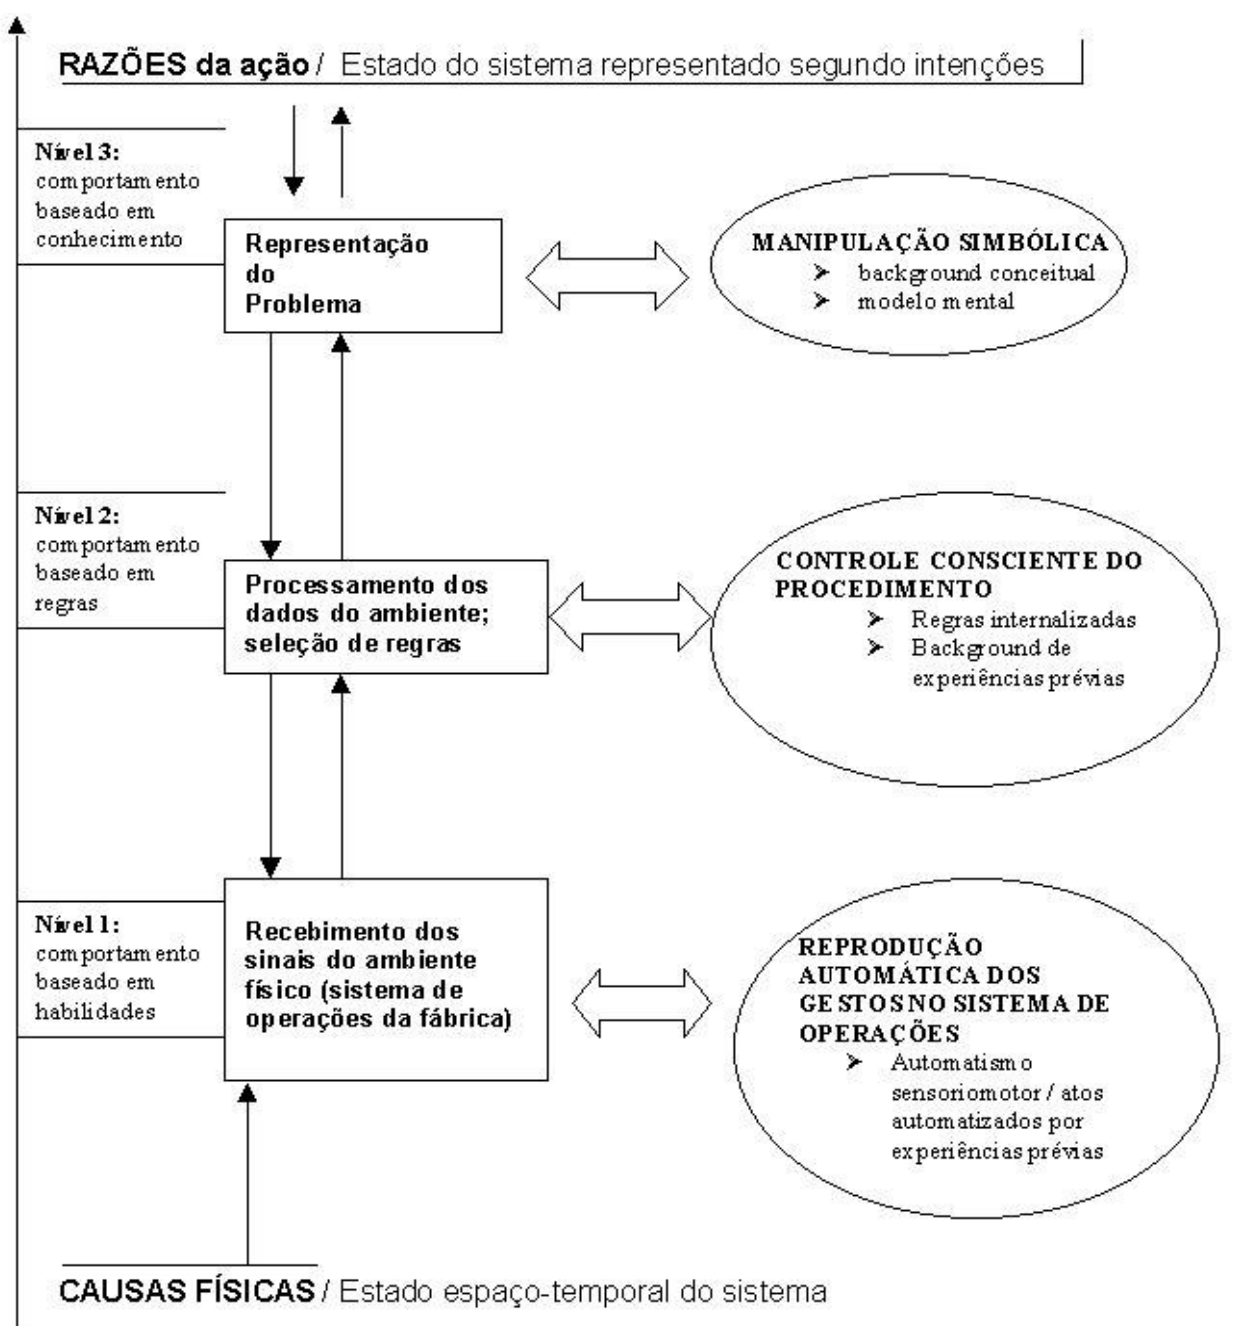 RAZÕES da ação / Estado do sistema representado segundo intenções
Nível 3:
comportamento
baseado em
conhecimento
Representação
do
Problema
MANIPULAÇÃO SIMBÓLICA
➢ background conceitual
➢ modelo mental
Nível 2:
comportamento
baseado em
regras
Processamento dos
dados do ambiente;
seleção de regras
CONTROLE CONSCIENTE DO
PROCEDIMENTO
➢ Regras internalizadas
➢ Background de
experiências prévias
Nível 1:
comportamento
baseado em
habilidades
Recebimento dos
sinais do ambiente
físico (sistema de
operações da fábrica)
REPRODUÇÃO
AUTOMÁTICA DOS
GESTOS NO SISTEMA DE
OPERAÇÕES
➢ Automatismo
sensoriomotor / atos
automatizados por
experiências prévias
CAUSAS FÍSICAS / Estado espaço-temporal do sistema